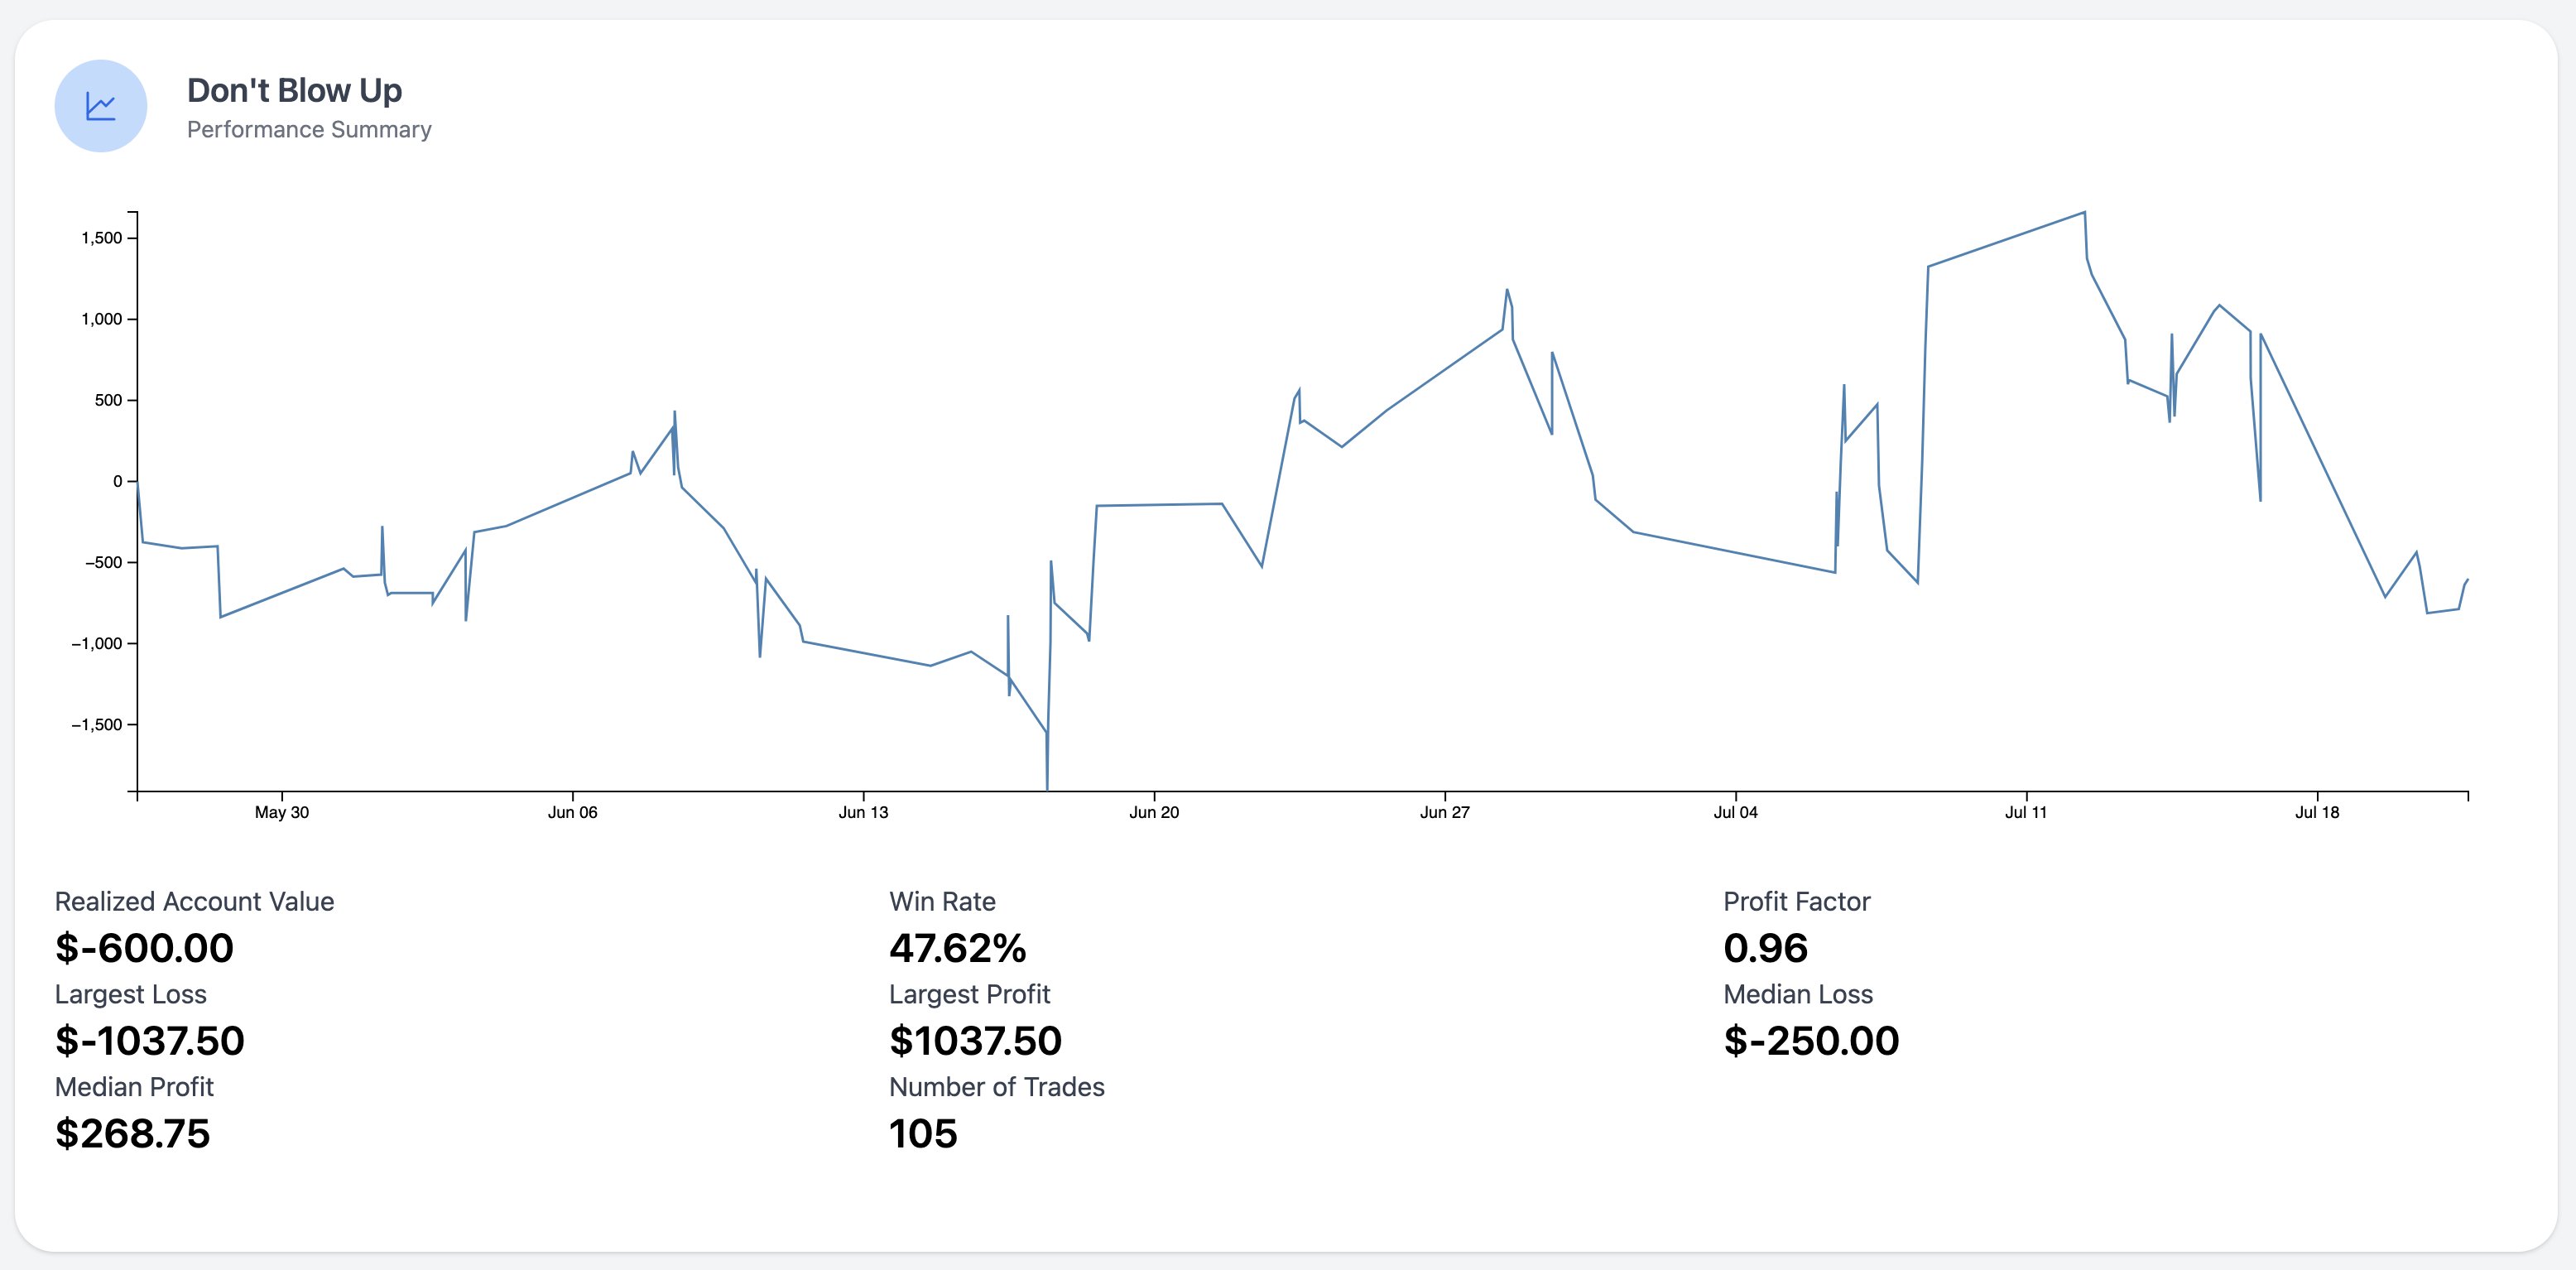 Don't Blow Up
Performance Summary
1,500
1,000
500
0
−500
−1,000
−1,500
May 30
Jun 06
Jun 13
Jun 20
Jun 27
Jul 04
Jul 11
Jul 18
Realized Account Value
$-600.00
Win Rate
47.62%
Profit Factor
0.96
Largest Loss
$-1037.50
Largest Profit
$1037.50
Median Loss
$-250.00
Median Profit
$268.75
Number of Trades
105